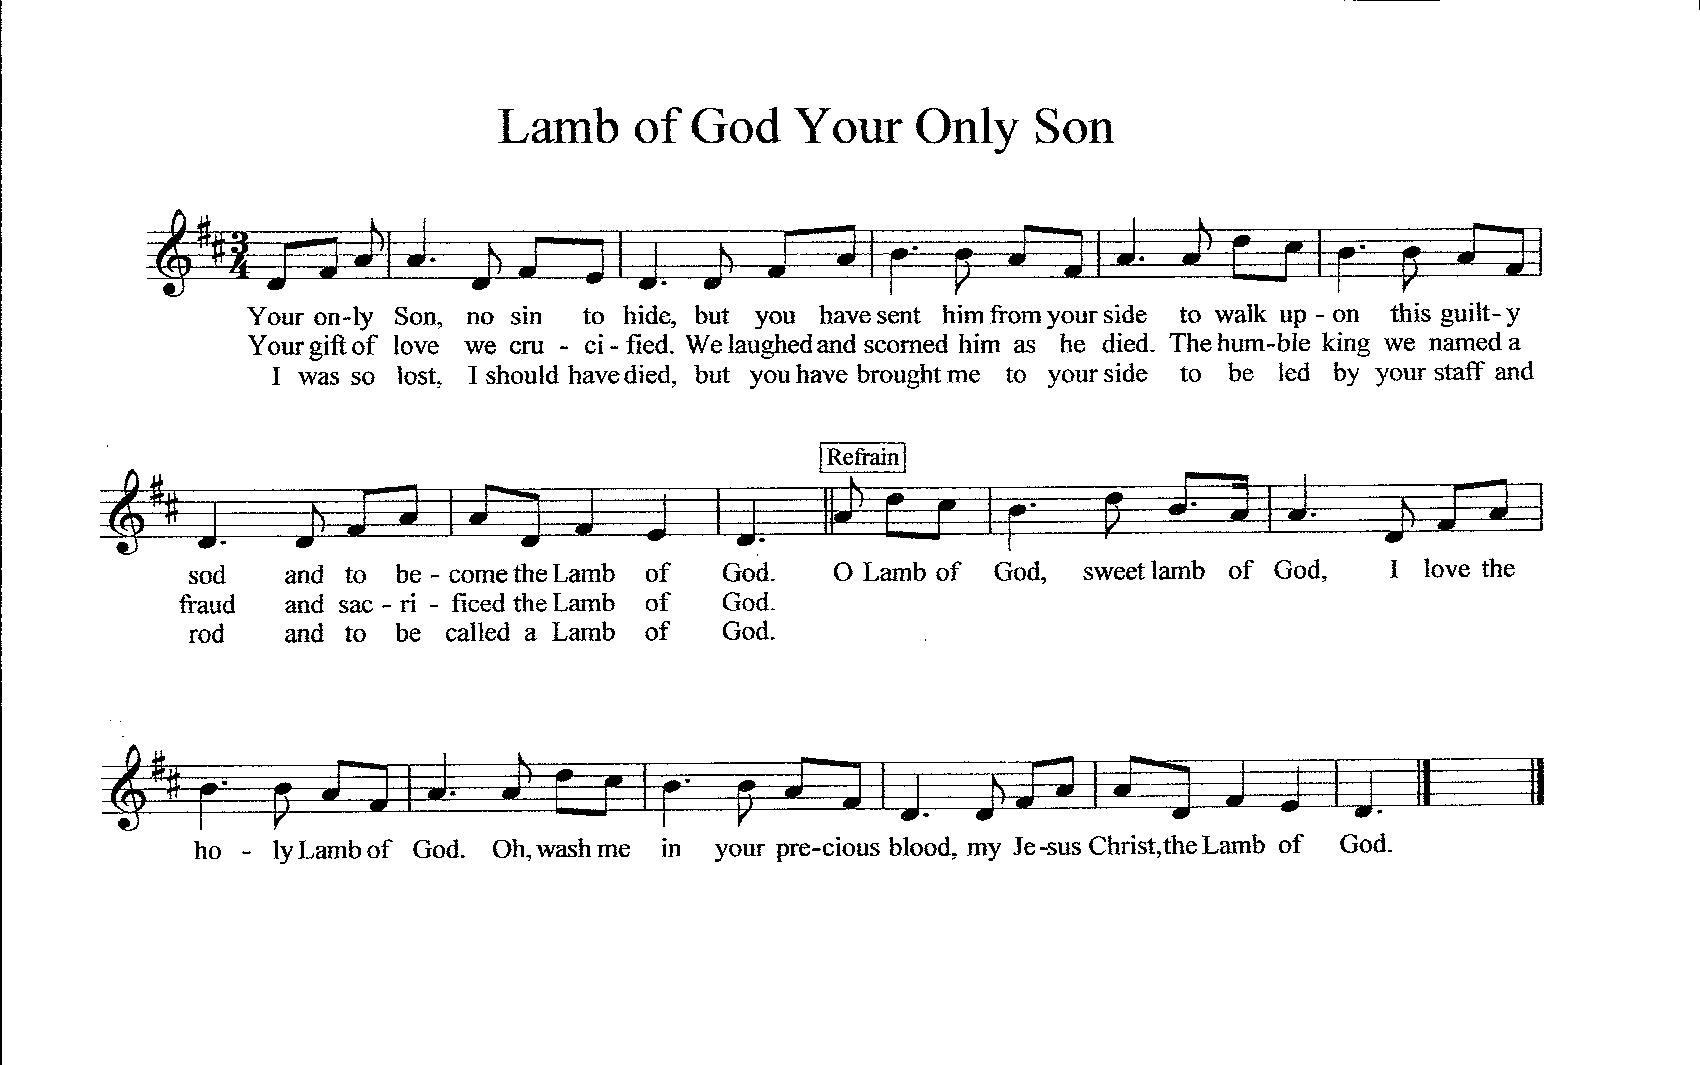 Lamb of God Your Only Son
3
4
Your on-ly Son, no sin to hide, but you have sent him from your side to walk up - on this guilt-y
Your gift of love we cru - ci - fied. We laughed and scorned him as he died. The hum-ble king we named a
I was so lost, I should have died, but you have brought me to your side to be led by your staff and
Refrain
sod and to be - come the Lamb of God. O Lamb of God, sweet lamb of God, I love the
fraud and sac - ri - ficed the Lamb of God.
rod and to be called a Lamb of God.
ho - ly Lamb of God. Oh, wash me in your pre-cious blood, my Je-sus Christ, the Lamb of God.